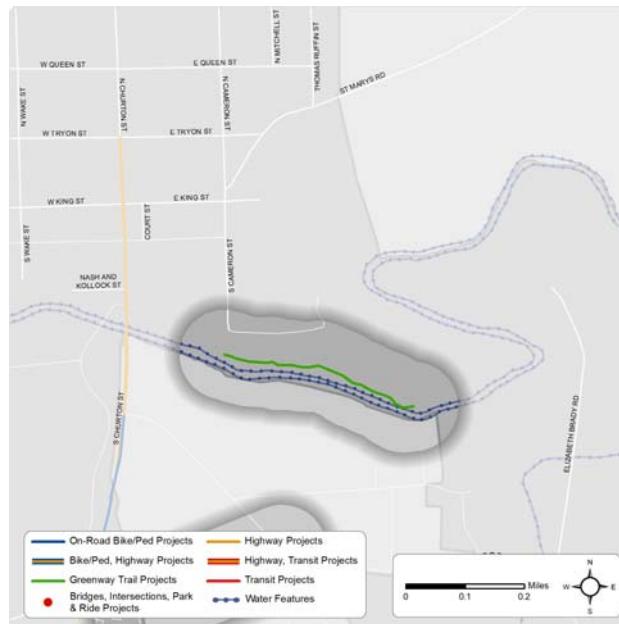 N MITCHELL ST
THOMAS RUFFIN ST
W QUEEN ST
E QUEEN ST
N WAKE ST
N CHURTON ST
N CAMERON ST
ST MARYS RD
W TRYON ST
E TRYON ST
W KING ST
E KING ST
COURT ST
S WAKE ST
S CAMERON ST
NASH AND
KOLLOCK ST
S CHURTON ST
ELIZABETH BRADY RD
On-Road Bike/Ped Projects
Highway Projects
Bike/Ped, Highway Projects
Highway, Transit Projects
Greenway Trail Projects
Transit Projects
Bridges, Intersections, Park
& Ride Projects
Water Features
Miles
0 0.1 0.2
N
W E
S